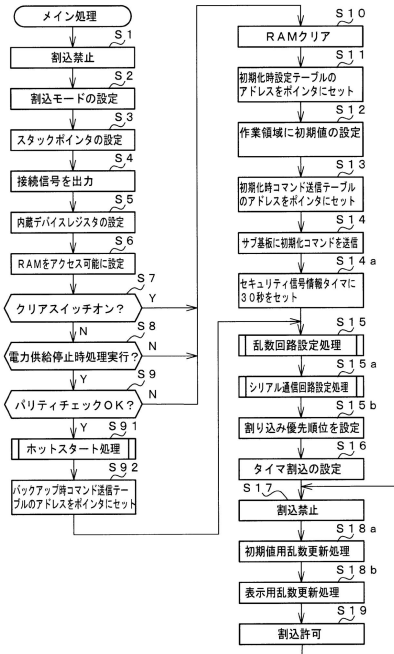 メイン処理
S1
割込禁止
S2
割込モードの設定
S3
スタックポインタの設定
S4
接続信号を出力
S5
内蔵デバイスレジスタの設定
S6
RAMをアクセス可能に設定
S7
クリアスイッチオン？
Y
N
S8
電力供給停止時処理実行？
N
Y
S9
パリティチェックOK？
N
Y
S91
ホットスタート処理
S92
バックアップ時コマンド送信テー
ブルのアドレスをポインタにセット
S10
RAMクリア
S11
初期化時設定テーブルの
アドレスをポインタにセット
S12
作業領域に初期値の設定
S13
初期化時コマンド送信テーブル
のアドレスをポインタにセット
S14
サブ基板に初期化コマンドを送信
S14a
セキュリティ信号情報タイマに
30秒をセット
S15
乱数回路設定処理
S15a
シリアル通信回路設定処理
S15b
割り込み優先順位を設定
S16
タイマ割込の設定
S17
割込禁止
S18a
初期値用乱数更新処理
S18b
表示用乱数更新処理
S19
割込許可